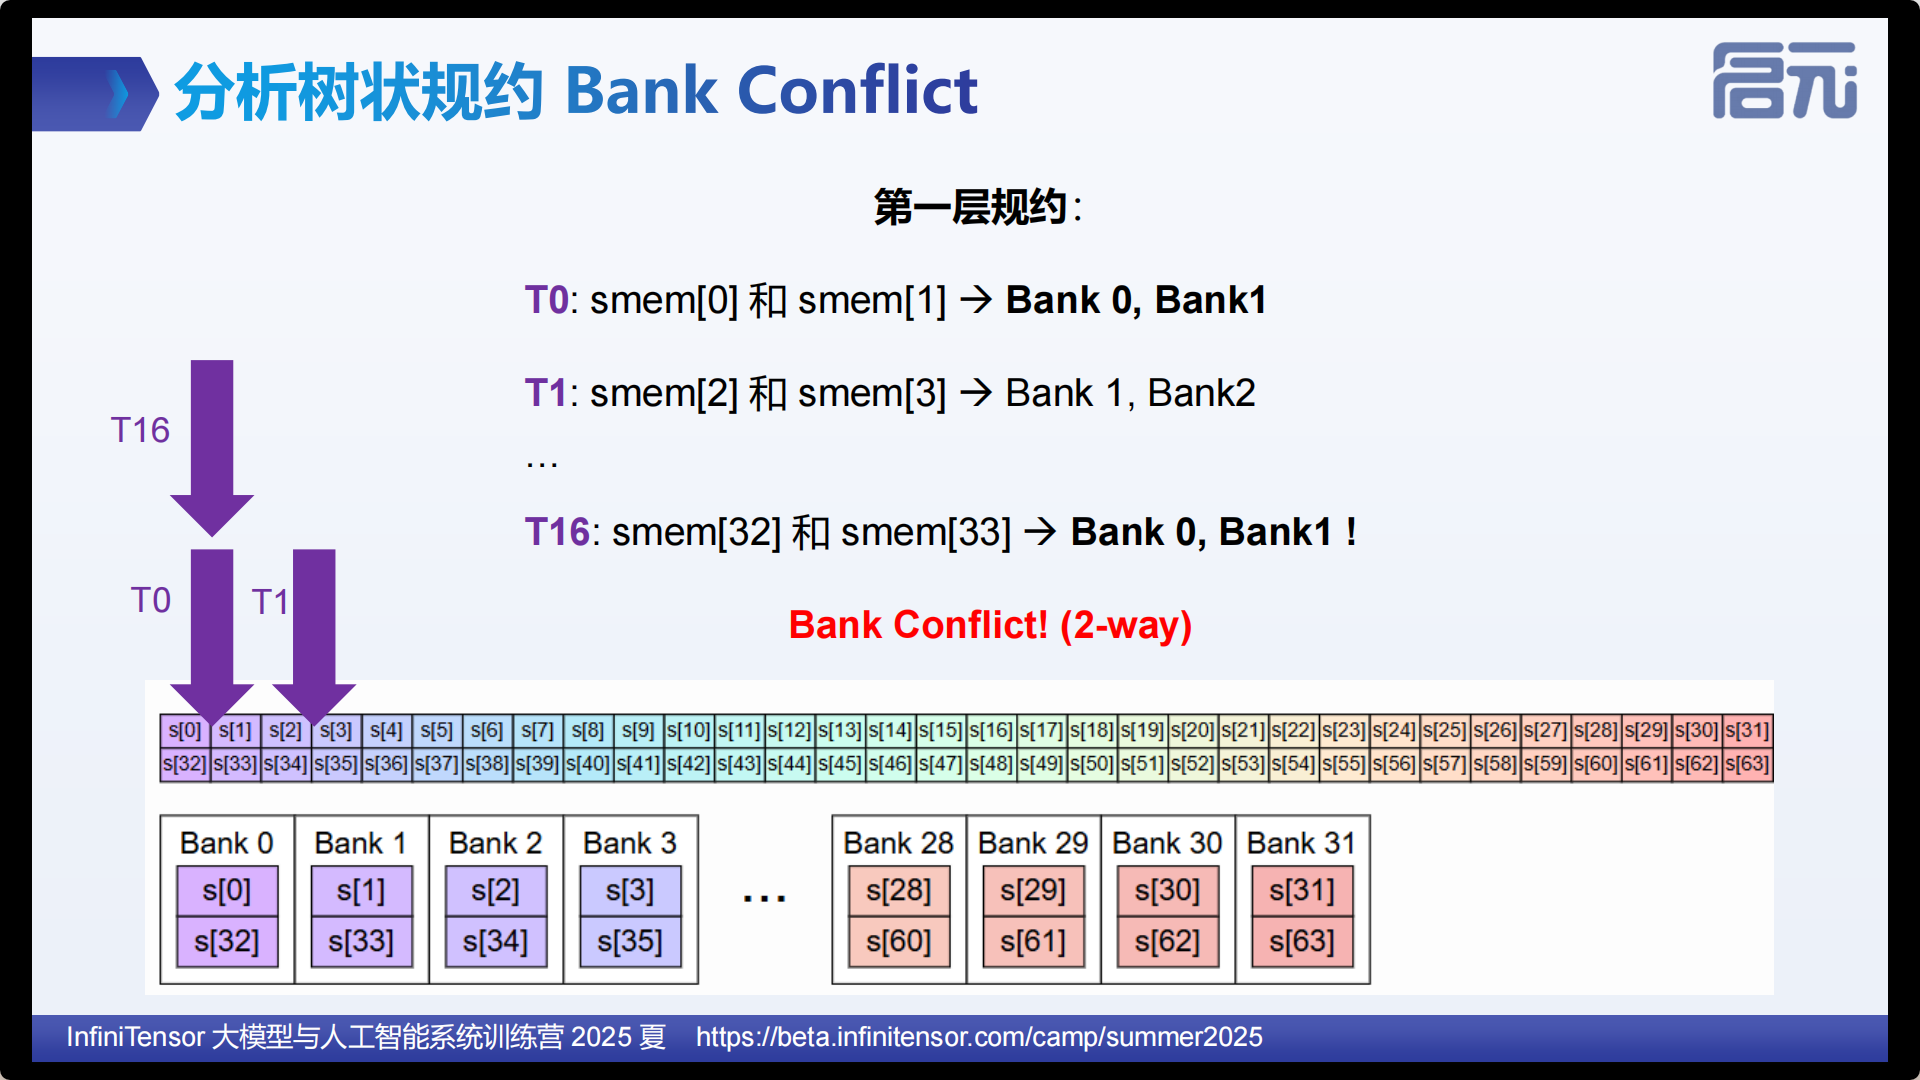 分析树状规约 Bank Conflict
启元
第一层规约:
T0: smem[0] 和 smem[1] → Bank 0, Bank1
T1: smem[2] 和 smem[3] → Bank 1, Bank2
…
T16: smem[32] 和 smem[33] → Bank 0, Bank1 !
Bank Conflict! (2-way)
T16
T0 T1
s[0] s[1] s[2] s[3] s[4] s[5] s[6] s[7] s[8] s[9] s[10] s[11] s[12] s[13] s[14] s[15] s[16] s[17] s[18] s[19] s[20] s[21] s[22] s[23] s[24] s[25] s[26] s[27] s[28] s[29] s[30] s[31]
s[32] s[33] s[34] s[35] s[36] s[37] s[38] s[39] s[40] s[41] s[42] s[43] s[44] s[45] s[46] s[47] s[48] s[49] s[50] s[51] s[52] s[53] s[54] s[55] s[56] s[57] s[58] s[59] s[60] s[61] s[62] s[63]
Bank 0 Bank 1 Bank 2 Bank 3 Bank 28 Bank 29 Bank 30 Bank 31
s[0] s[1] s[2] s[3] … s[28] s[29] s[30] s[31]
s[32] s[33] s[34] s[35] s[60] s[61] s[62] s[63]
InfiniTensor 大模型与人工智能系统训练营 2025 夏 https://beta.infinitensor.com/camp/summer2025